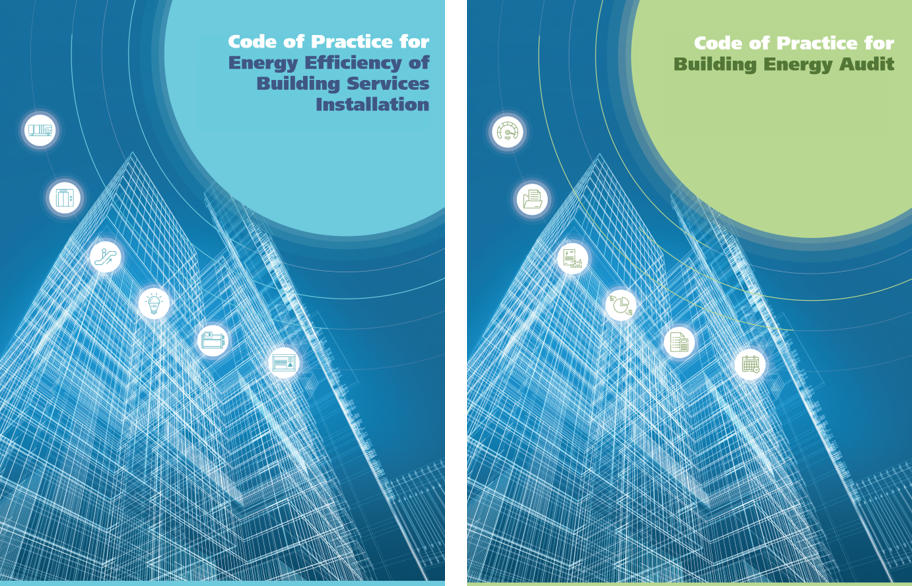 Code of Practice for
Energy Efficiency of
Building Services
Installation
Code of Practice for
Building Energy Audit